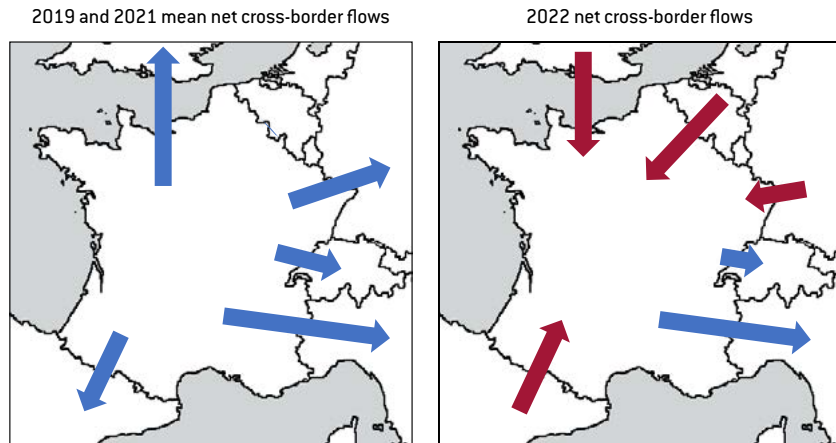 2019 and 2021 mean net cross-border flows
2022 net cross-border flows